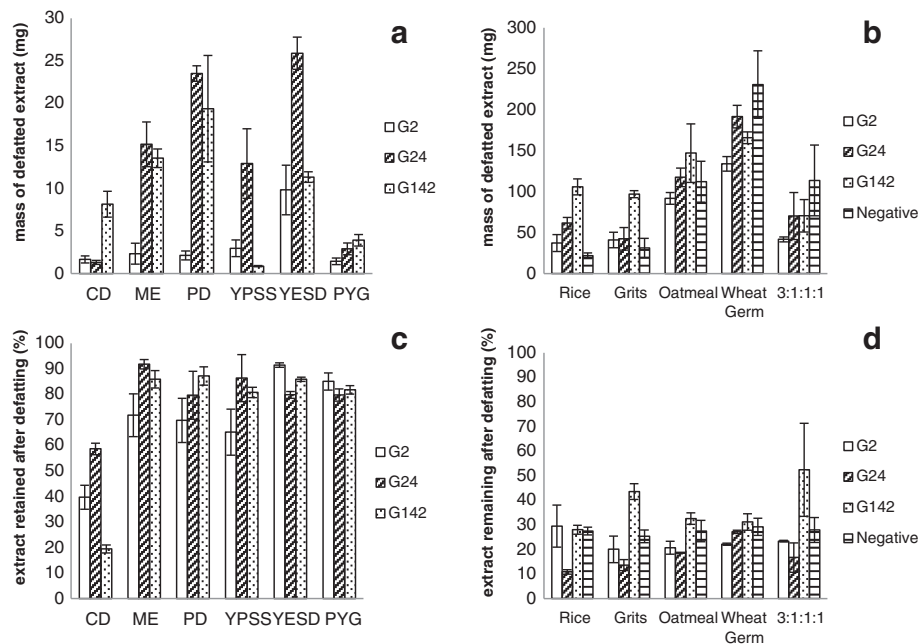 a
mass of defatted extract (mg)
30
25
20
15
10
5
0
CD ME PD YPSS YESD PYG
G2
G24
G142
b
mass of defatted extract (mg)
300
250
200
150
100
50
0
Rice Grits Oatmeal Wheat Germ 3:1:1:1
G2
G24
G142
Negative
c
extract retained after defatting (%)
100
90
80
70
60
50
40
30
20
10
0
CD ME PD YPSS YESD PYG
G2
G24
G142
d
extract remaining after defatting (%)
100
90
80
70
60
50
40
30
20
10
0
Rice Grits Oatmeal Wheat Germ 3:1:1:1
G2
G24
G142
Negative